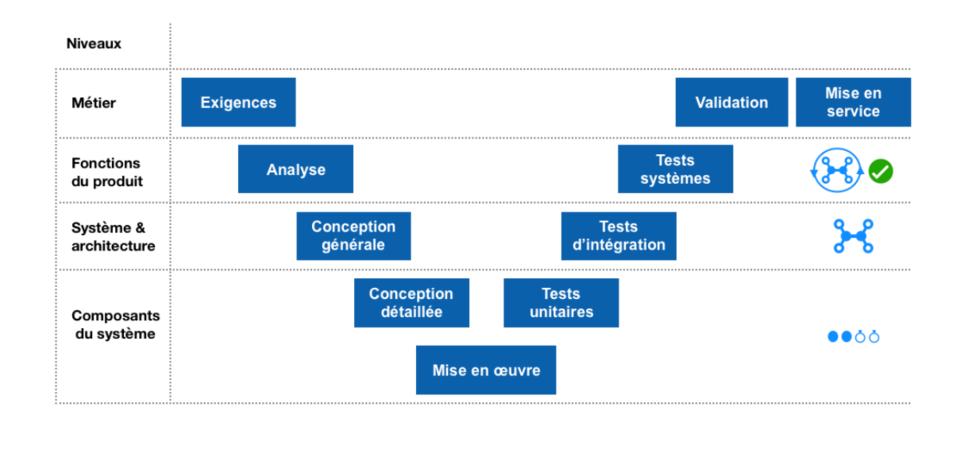 Niveaux
Métier
Exigences
Validation
Mise en
service
Fonctions
du produit
Analyse
Tests
systèmes
Système &
architecture
Conception
générale
Tests
d'intégration
Composants
du système
Conception
détaillée
Tests
unitaires
Mise en œuvre